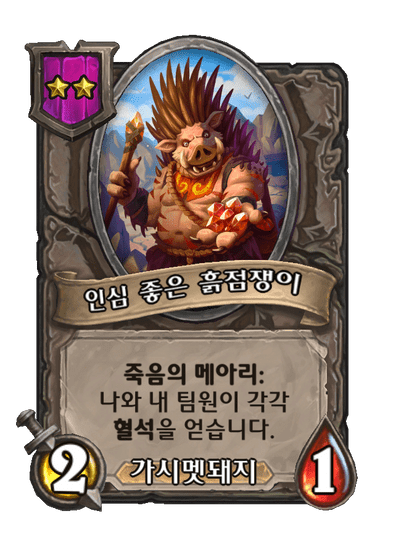 인심 좋은 흙점쟁이
죽음의 메아리:
나와 내 팀원이 각각
혈석을 얻습니다.
2
가시멧돼지
1